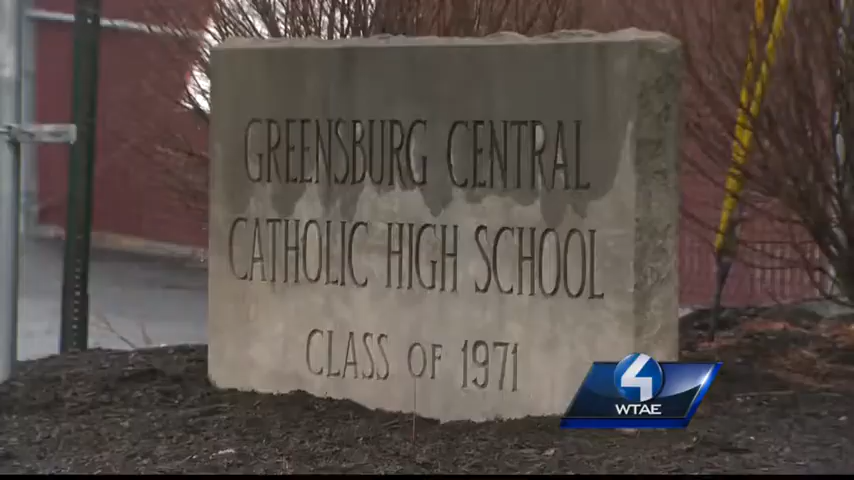 GREENSBURG CENTRAL
CATHOLIC HIGH SCHOOL
CLASS OF 1971
4
WTAE